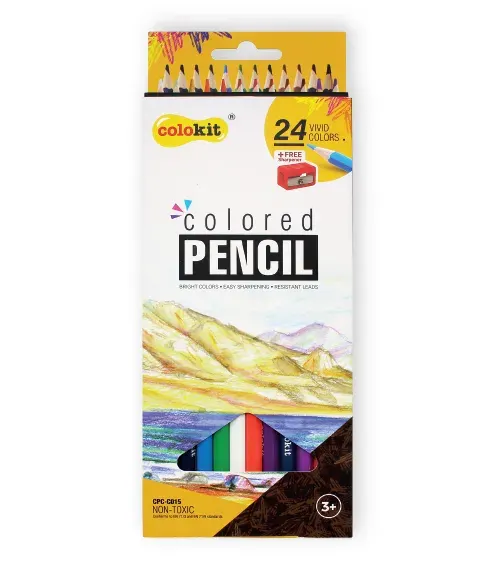 colokit®
24 VIVID
COLORS
+ FREE
Sharpener
colored
PENCIL
BRIGHT COLORS • EASY SHARPENING • RESISTANT LEADS
colokit
CPC-C015
NON-TOXIC
3+